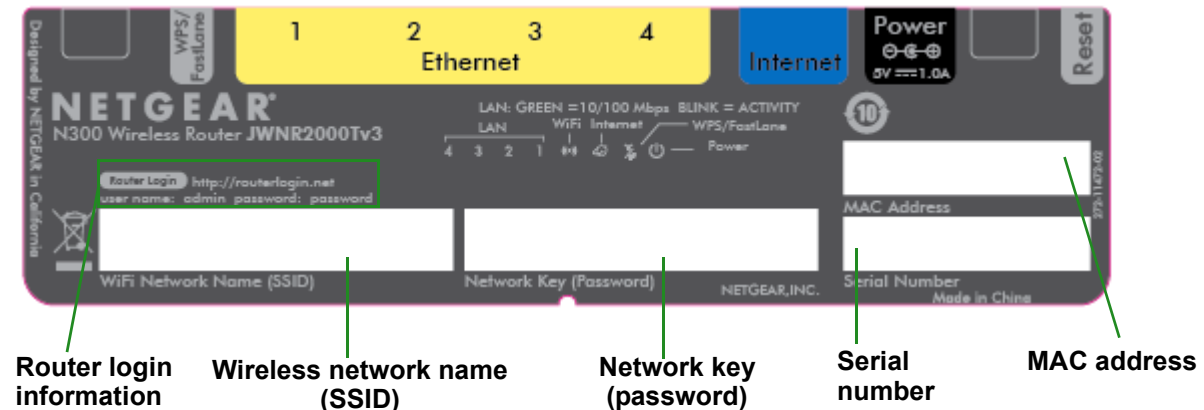 Designed by NETGEAR in California
WPS/
FastLane
1 2 3 4
Ethernet
Internet
Power
5V 1.0A
Reset
NETGEAR®
N300 Wireless Router JWNR2000Tv3
LAN: GREEN =10/100 Mbps BLINK = ACTIVITY
LAN WiFi Internet WPS/FastLane
4 3 2 1 Power
10
Router Login http://routerlogin.net
user name: admin password: password
MAC Address
272-11472-02
WiFi Network Name (SSID)
Network Key (Password)
NETGEAR,INC.
Serial Number
Made in China
Router login
information
Wireless network name
(SSID)
Network key
(password)
Serial
number
MAC address